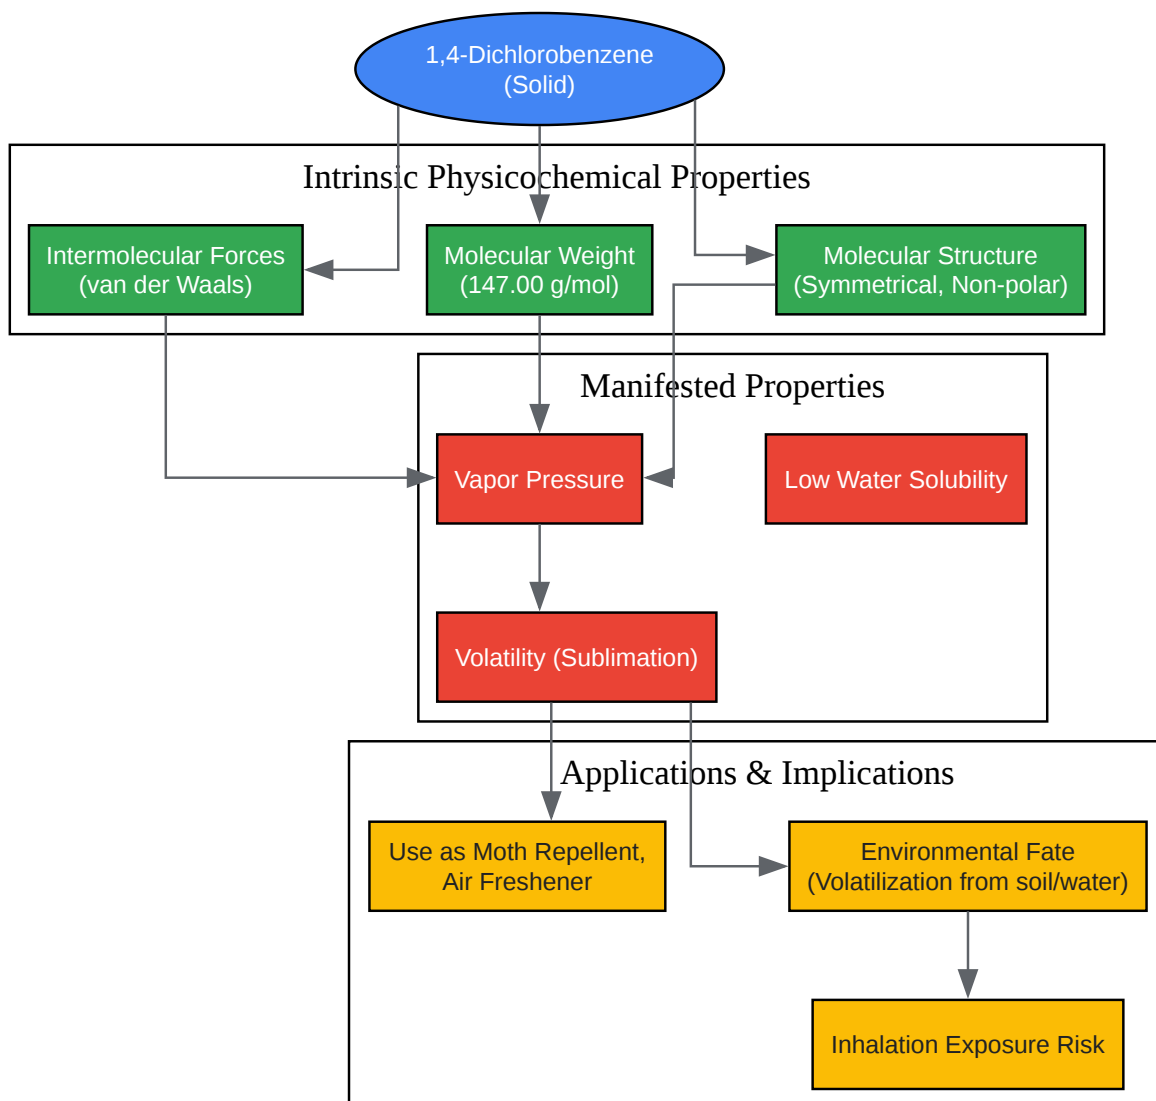 1,4-Dichlorobenzene
(Solid)
Intrinsic Physicochemical Properties
Intermolecular Forces
(van der Waals)
Molecular Weight
(147.00 g/mol)
Molecular Structure
(Symmetrical, Non-polar)
Manifested Properties
Vapor Pressure
Low Water Solubility
Volatility (Sublimation)
Applications & Implications
Use as Moth Repellent,
Air Freshener
Environmental Fate
(Volatilization from soil/water)
Inhalation Exposure Risk